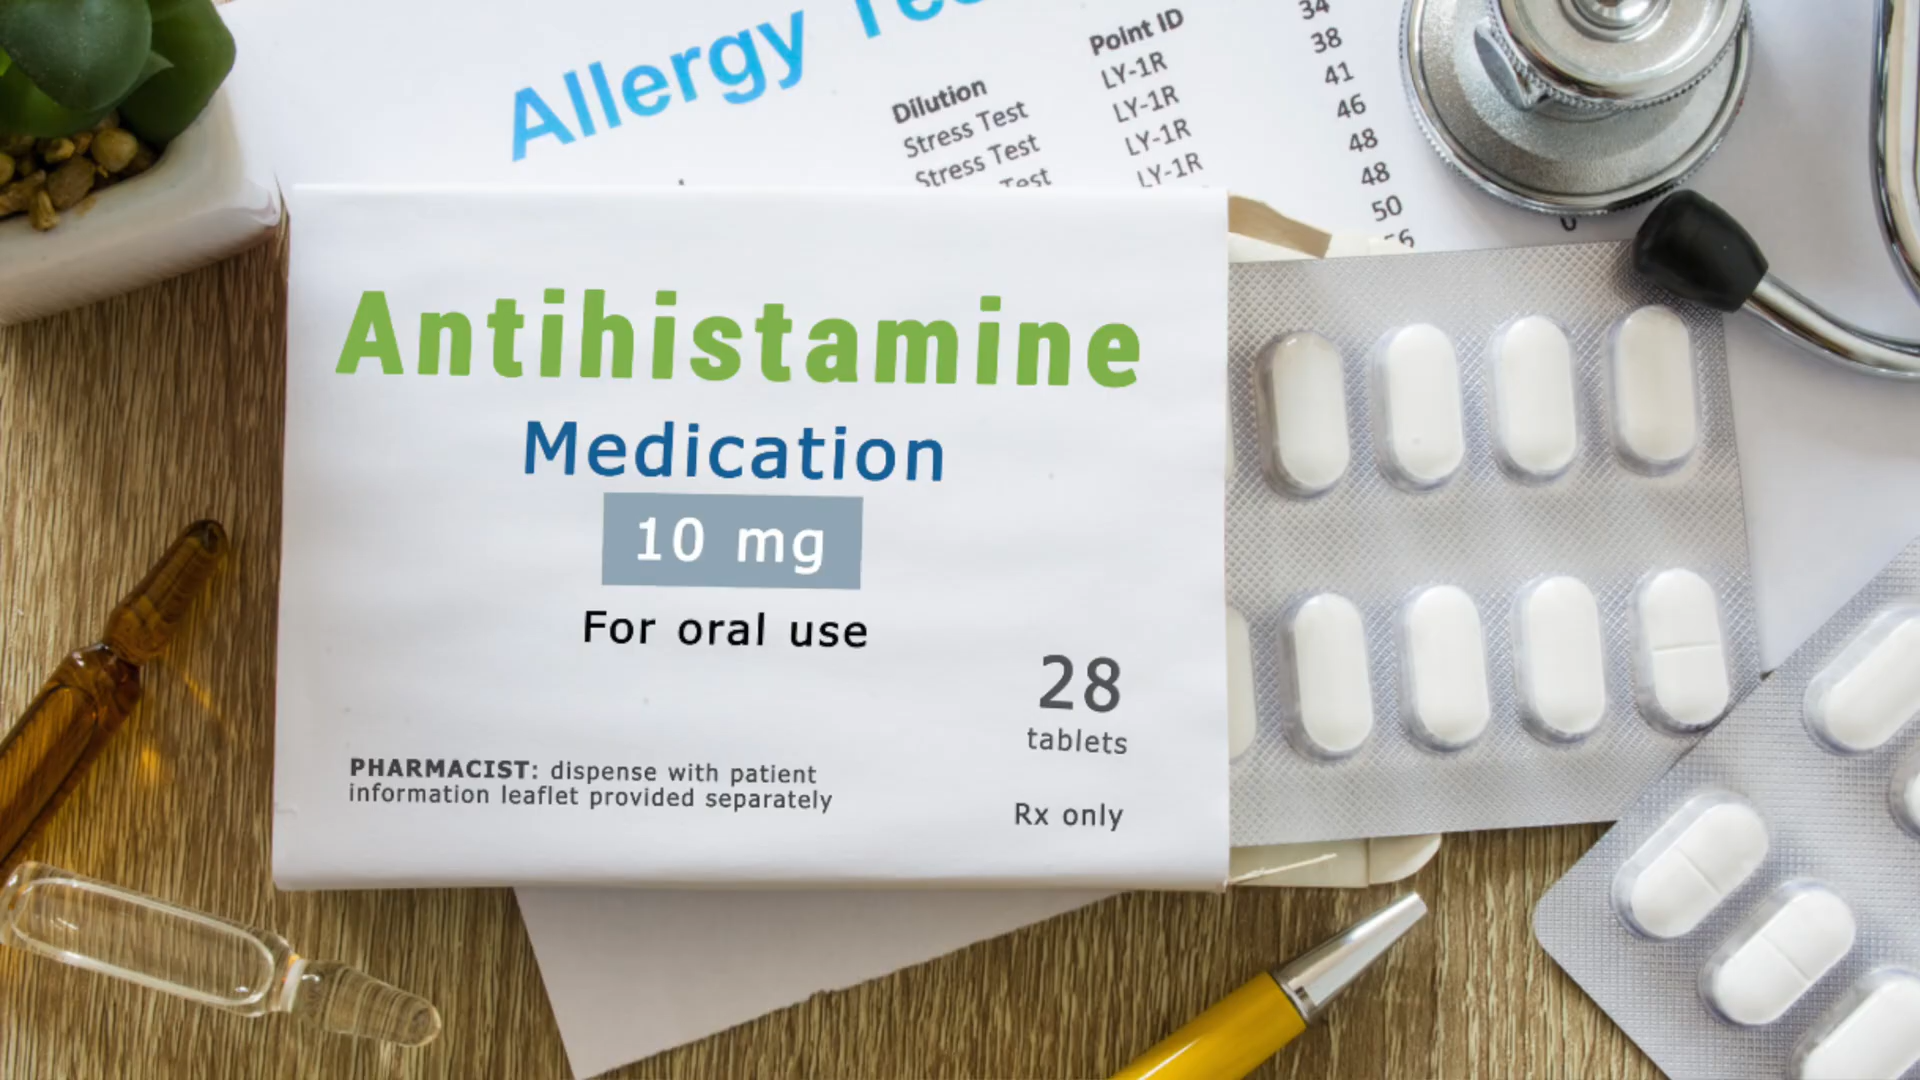 Allergy
Dilution
Stress Test
Stress Test
Test
Point ID
LY-1R
LY-1R
LY-1R
LY-1R
34
38
41
46
48
48
50
Antihistamine
Medication
10 mg
For oral use
28
tablets
PHARMACIST: dispense with patient
information leaflet provided separately
Rx only